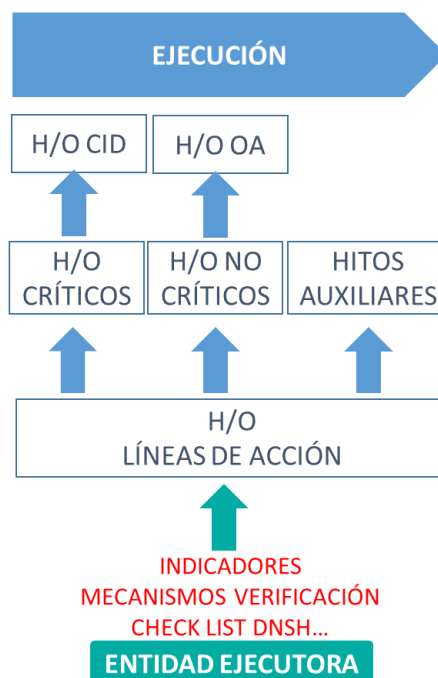 EJECUCIÓN
H/O CID
H/O OA
H/O
CRÍTICOS
H/O NO
CRÍTICOS
HITOS
AUXILIARES
H/O
LÍNEAS DE ACCIÓN
INDICADORES
MECANISMOS VERIFICACIÓN
CHECK LIST DNSH...
ENTIDAD EJECUTORA